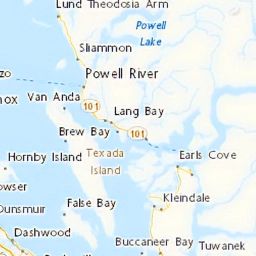 Lund Theodosia Arm
Powell
Lake
Sliammon
Powell River
Van Anda
101
Lang Bay
Brew Bay
101
Texada
Island
Earls Cove
Hornby Island
Kleindale
False Bay
Dunsmuir
Dashwood
Buccaneer Bay
Tuwanek